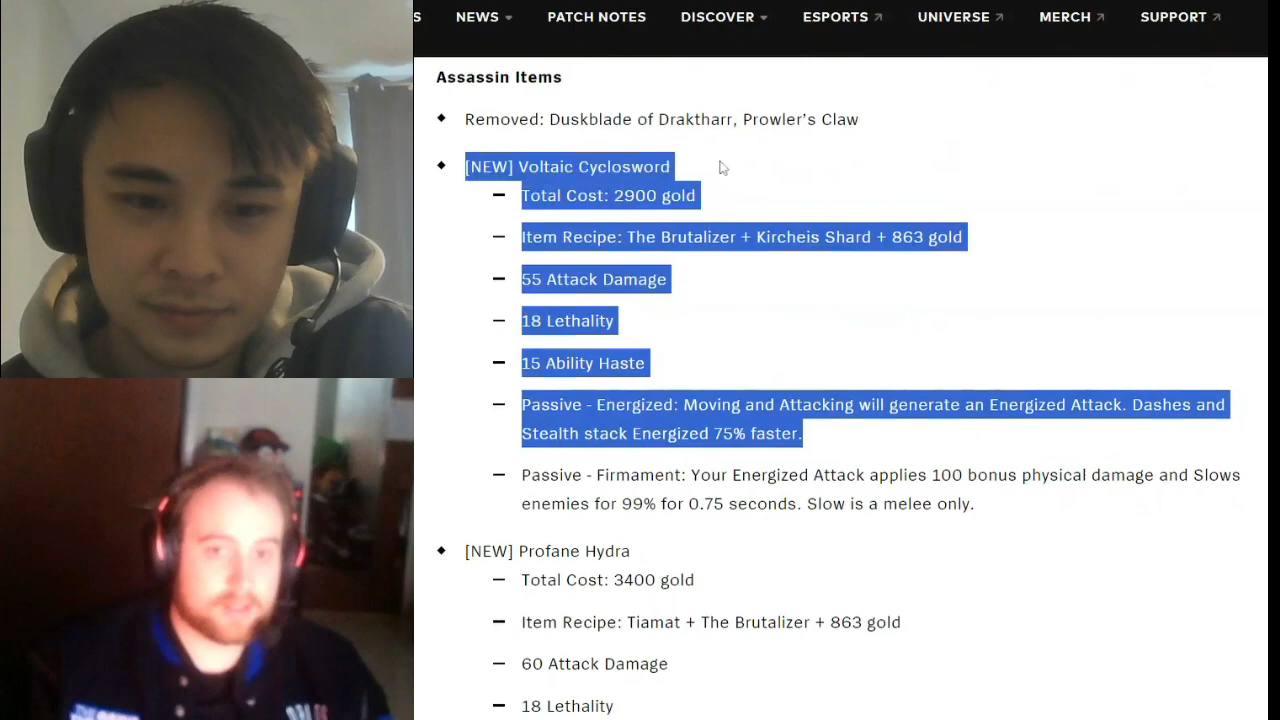 S NEWS PATCH NOTES DISCOVER ESPORTS UNIVERSE MERCH SUPPORT
Assassin Items
Removed: Duskblade of Draktharr, Prowler’s Claw
[NEW] Voltaic Cyclosword
Total Cost: 2900 gold
Item Recipe: The Brutalizer + Kircheis Shard + 863 gold
55 Attack Damage
18 Lethality
15 Ability Haste
Passive - Energized: Moving and Attacking will generate an Energized Attack. Dashes and
Stealth stack Energized 75% faster.
Passive - Firmament: Your Energized Attack applies 100 bonus physical damage and Slows
enemies for 99% for 0.75 seconds. Slow is a melee only.
[NEW] Profane Hydra
Total Cost: 3400 gold
Item Recipe: Tiamat + The Brutalizer + 863 gold
60 Attack Damage
18 Lethality